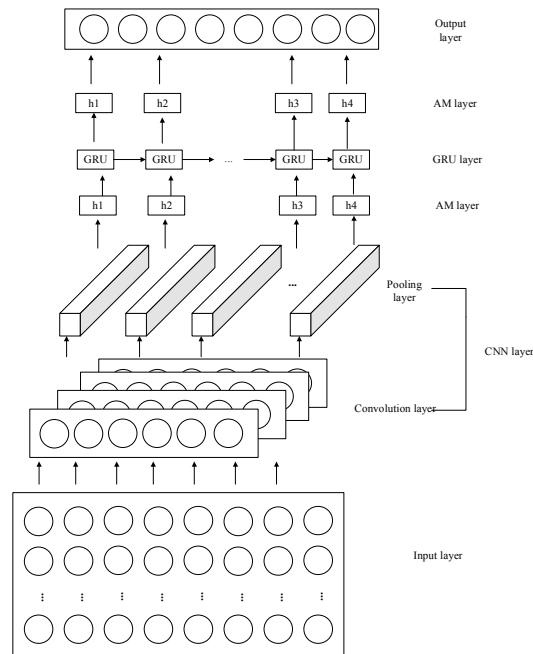 Output
layer
h1 h2 h3 h4 AM layer
GRU GRU ... GRU GRU GRU layer
h1 h2 h3 h4 AM layer
...
Pooling
layer
CNN layer
Convolution layer
Input layer
... ... ... ... ... ... ... ...